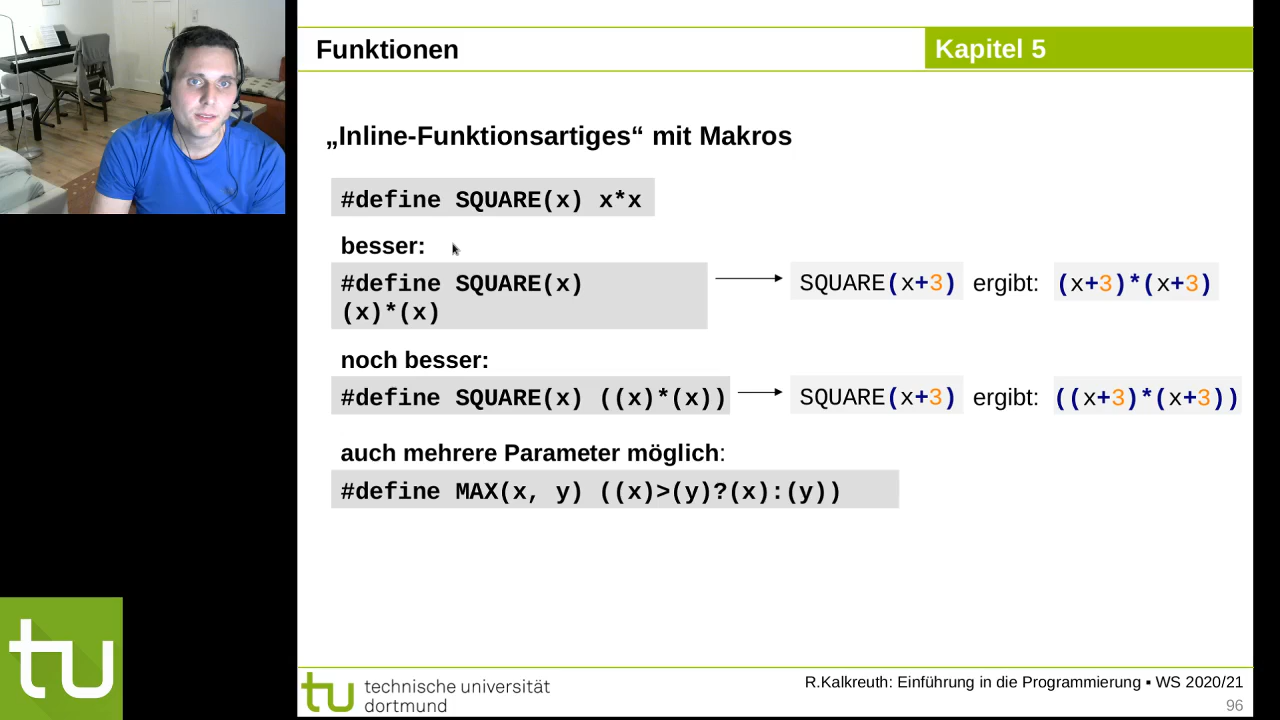 Funktionen
Kapitel 5
„Inline-Funktionsartiges“ mit Makros
#define SQUARE(x) x*x
besser:
#define SQUARE(x)
(x)*(x)
SQUARE(x+3) ergibt: (x+3)*(x+3)
noch besser:
#define SQUARE(x) ((x)*(x))
SQUARE(x+3) ergibt: ((x+3)*(x+3))
auch mehrere Parameter möglich:
#define MAX(x, y) ((x)>(y)?(x):(y))
tu
tu
technische universität
dortmund
R.Kalkreuth: Einführung in die Programmierung ▪ WS 2020/21
96